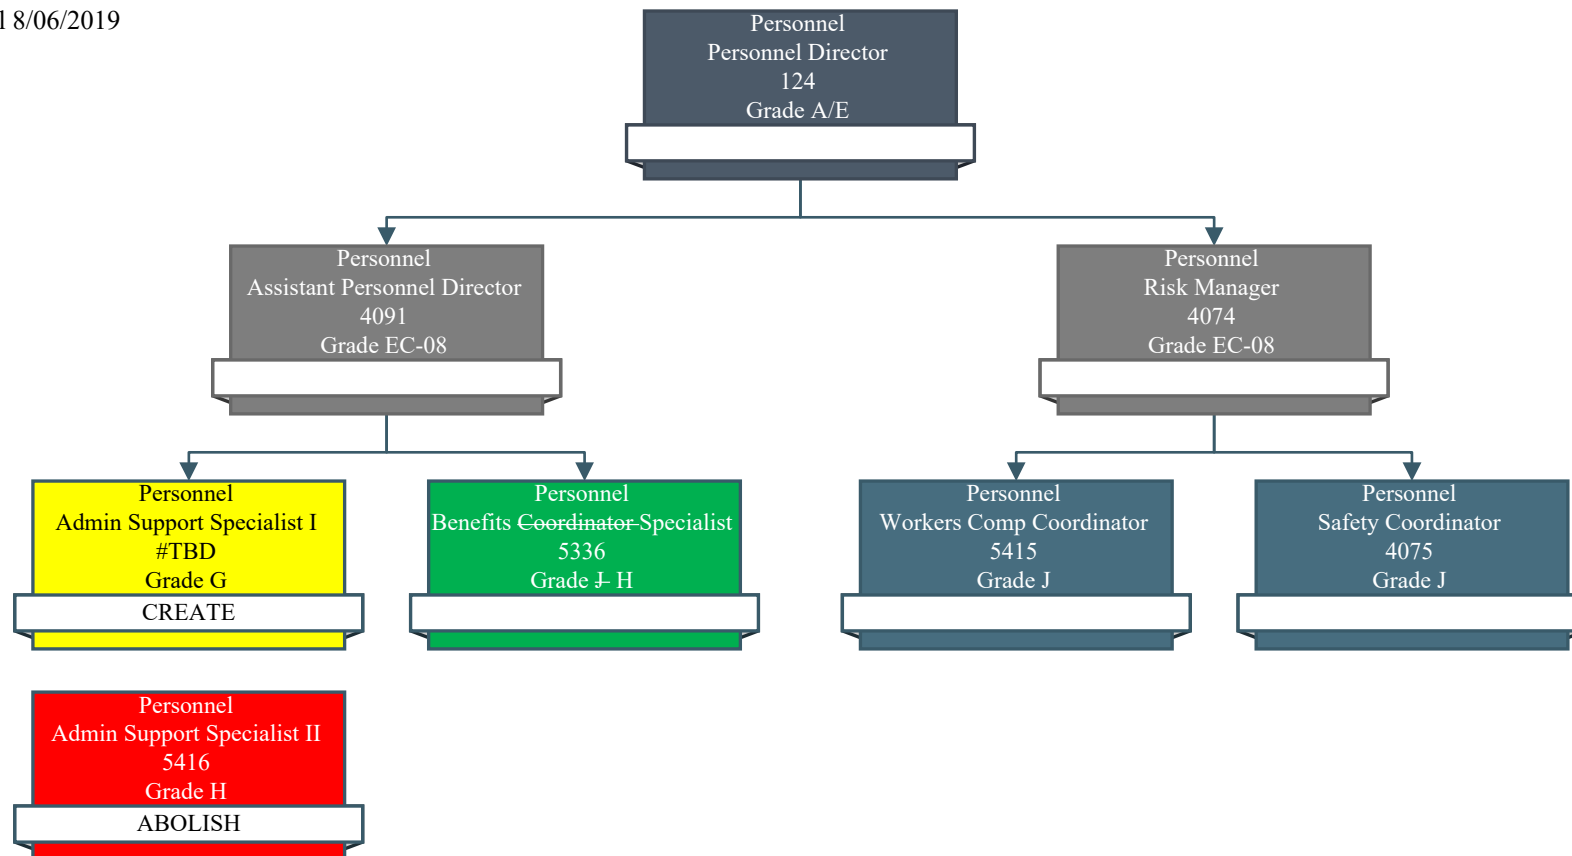 8/06/2019
Personnel
Personnel Director
124
Grade A/E
Personnel
Assistant Personnel Director
4091
Grade EC-08
Personnel
Risk Manager
4074
Grade EC-08
Personnel
Admin Support Specialist I
#TBD
Grade G
CREATE
Personnel
Benefits Coordinator Specialist
5336
Grade J H
Personnel
Workers Comp Coordinator
5415
Grade J
Personnel
Safety Coordinator
4075
Grade J
Personnel
Admin Support Specialist II
5416
Grade H
ABOLISH